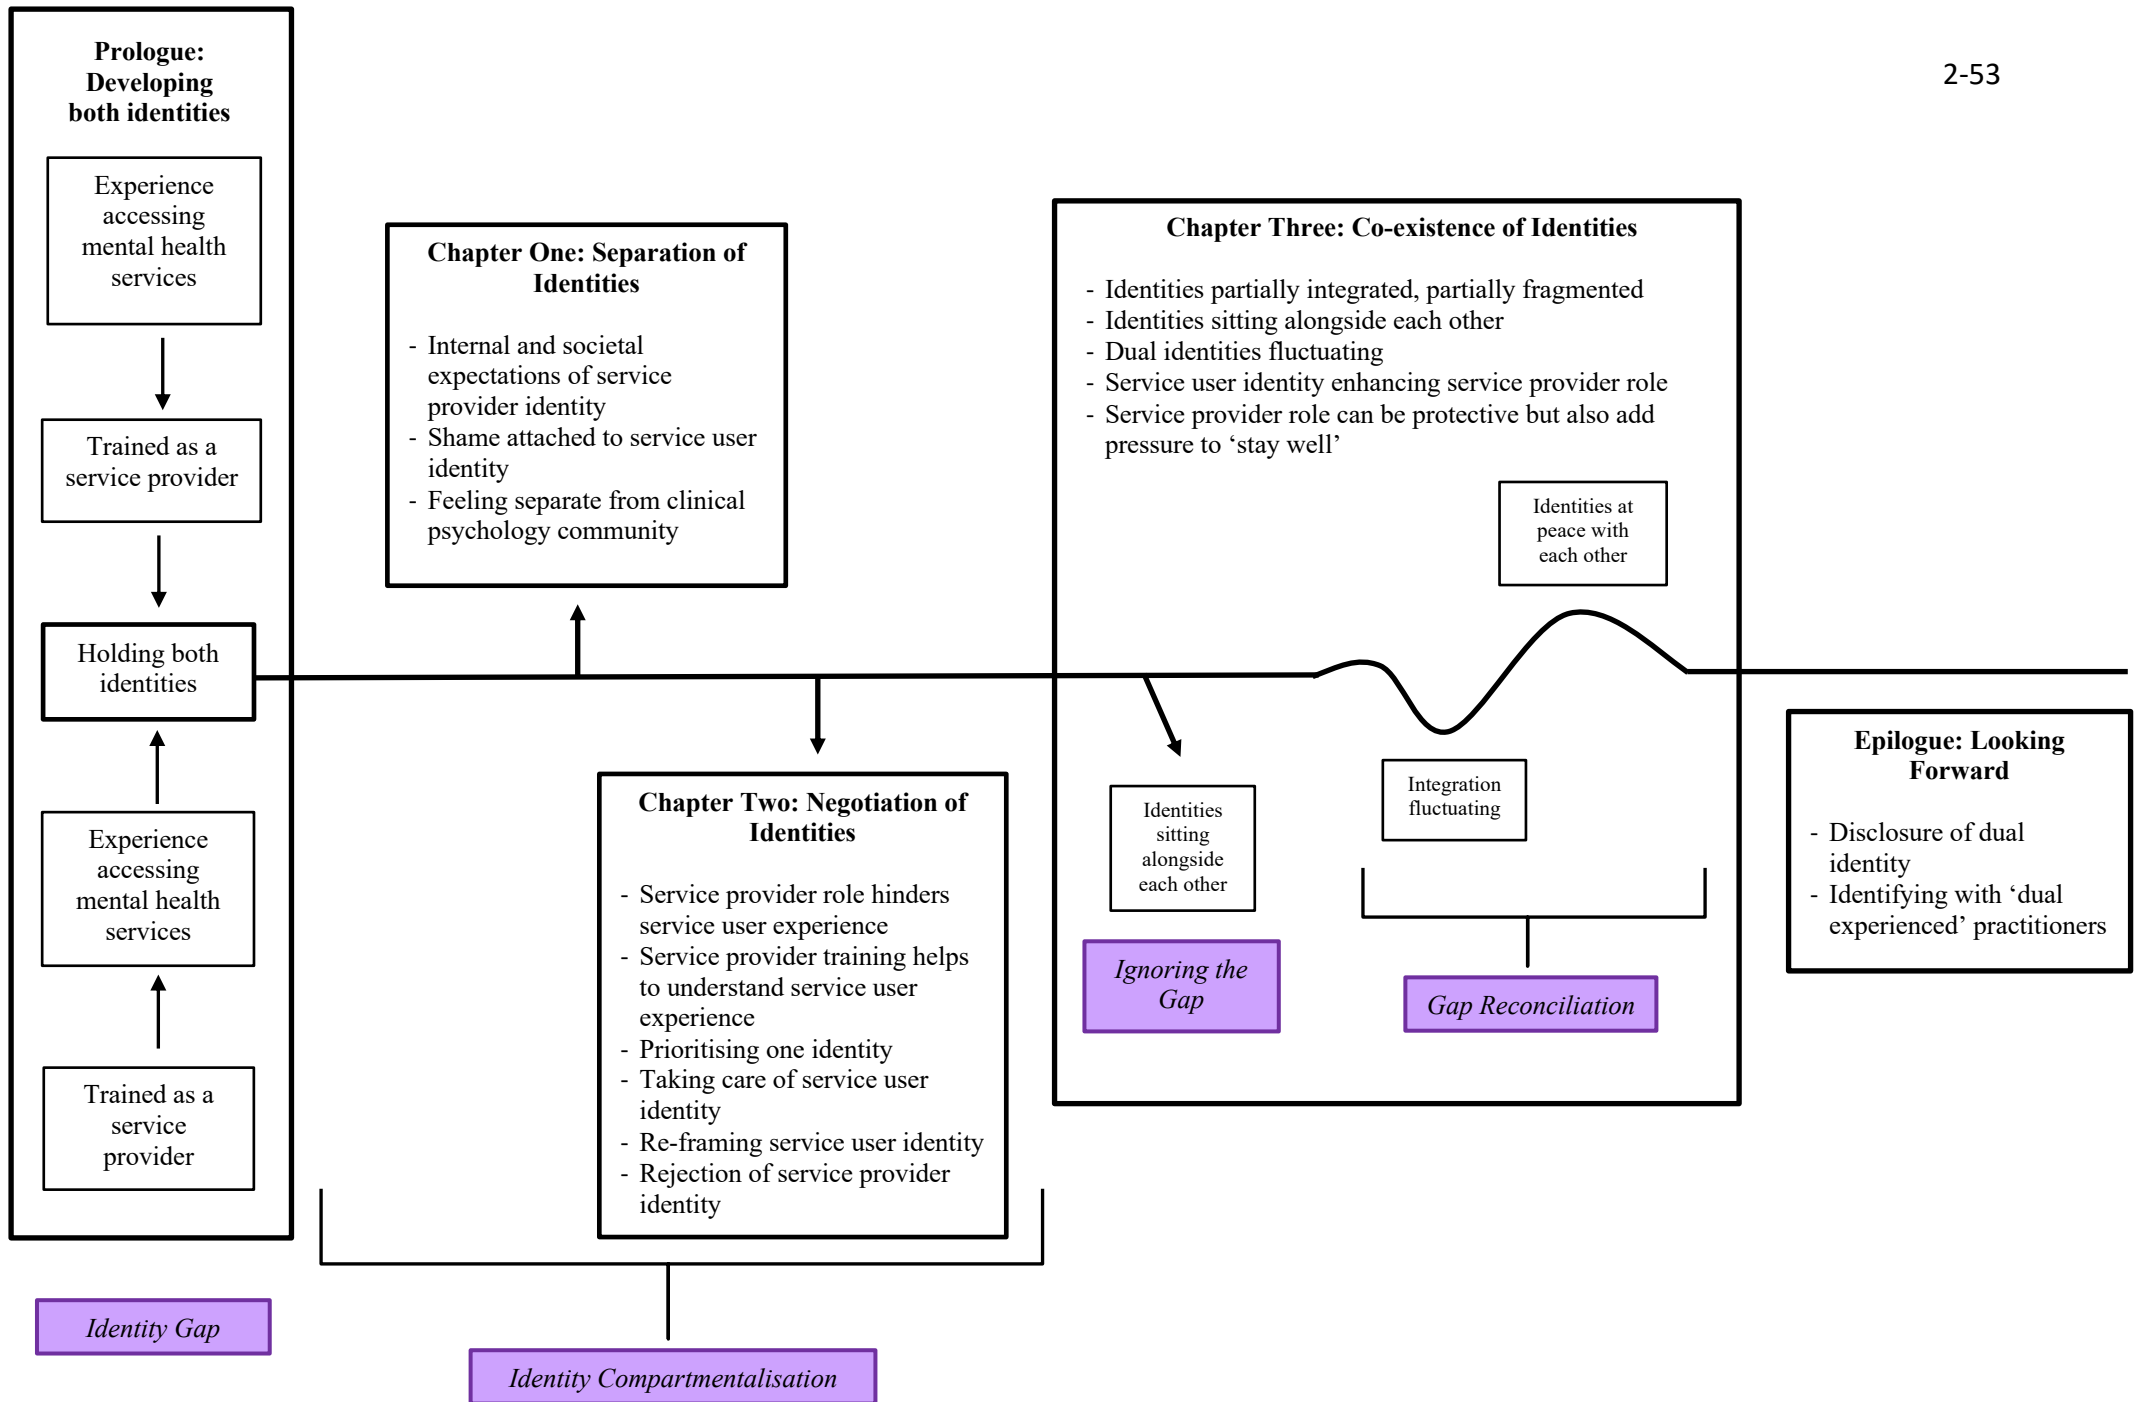 2-53
Prologue:
Developing
both identities
Experience
accessing
mental health
services
Trained as a
service provider
Holding both
identities
Experience
accessing
mental health
services
Trained as a
service
provider
Identity Gap
Chapter One: Separation of
Identities
- Internal and societal
expectations of service
provider identity
- Shame attached to service user
identity
- Feeling separate from clinical
psychology community
Chapter Two: Negotiation of
Identities
- Service provider role hinders
service user experience
- Service provider training helps
to understand service user
experience
- Prioritising one identity
- Taking care of service user
identity
- Re-framing service user identity
- Rejection of service provider
identity
Identity Compartmentalisation
Chapter Three: Co-existence of Identities
- Identities partially integrated, partially fragmented
- Identities sitting alongside each other
- Dual identities fluctuating
- Service user identity enhancing service provider role
- Service provider role can be protective but also add
pressure to ‘stay well’
Identities at
peace with
each other
Identities
sitting
alongside
each other
Integration
fluctuating
Ignoring the
Gap
Gap Reconciliation
Epilogue: Looking
Forward
- Disclosure of dual
identity
- Identifying with ‘dual
experienced’ practitioners